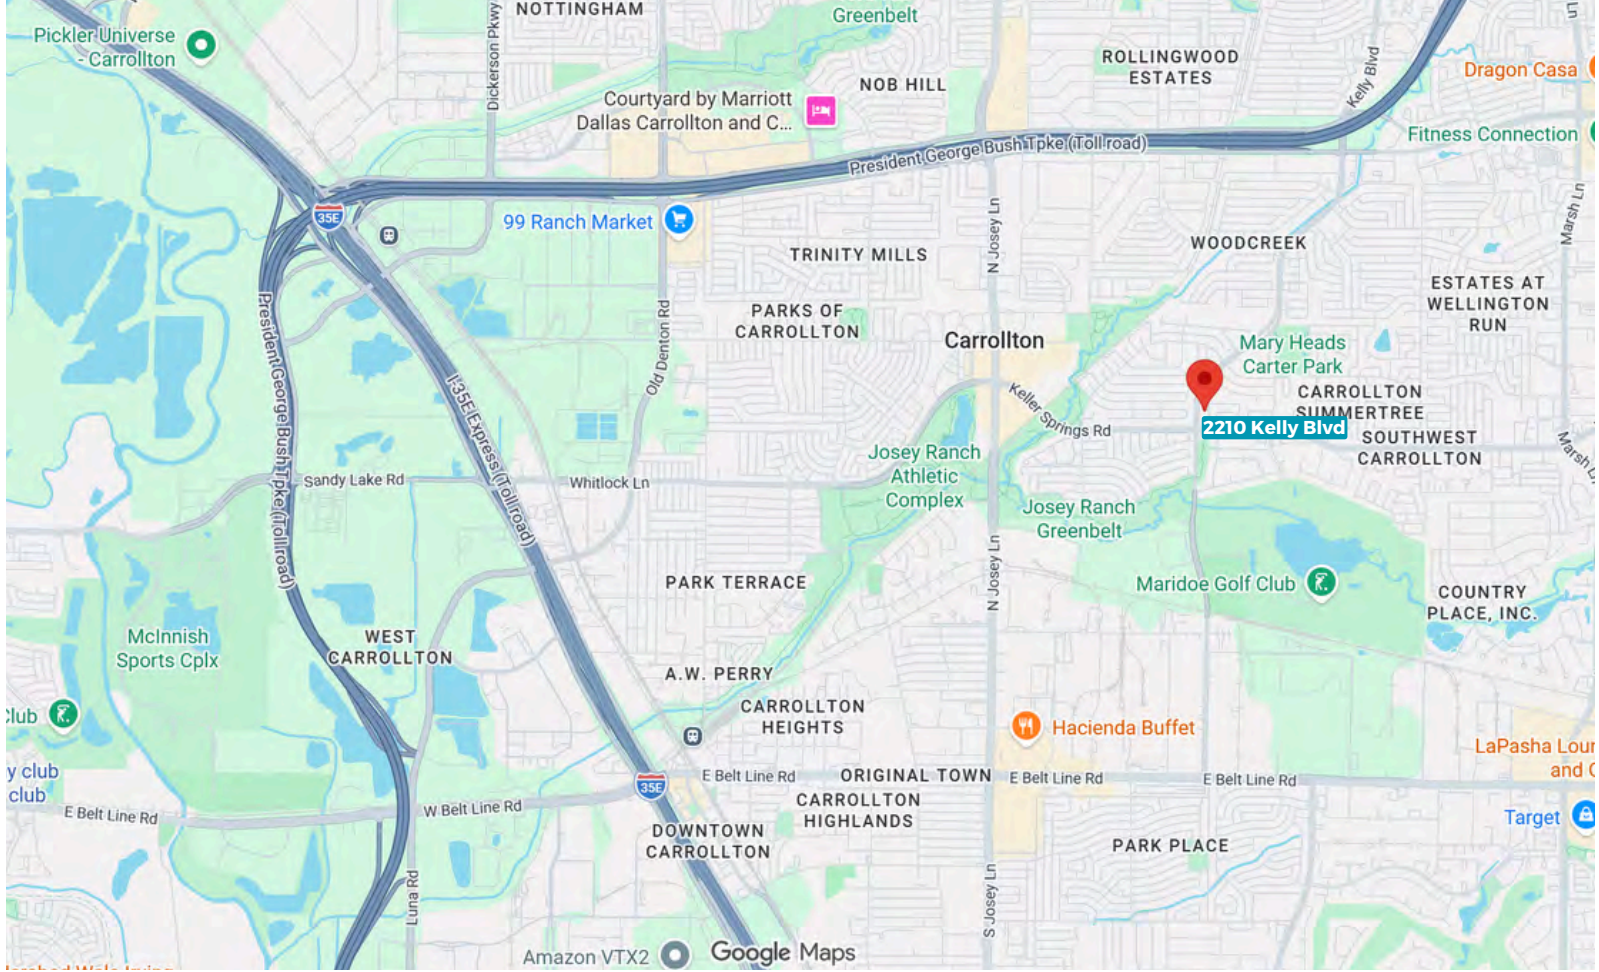 NOTTINGHAM
Greenbelt
Pickler Universe
- Carrollton
Dickerson Pkwy
NOB HILL
ROLLINGWOOD
ESTATES
Kelly Blvd
Dragon Casa
Courtyard by Marriott
Dallas Carrollton and C...
Fitness Connection
President George Bush Tpke (Toll road)
35E
99 Ranch Market
N Josey Ln
Marsh Ln
TRINITY MILLS
WOODCREEK
PARKS OF
CARROLLTON
ESTATES AT
WELLINGTON
RUN
Carrollton
Mary Heads
Carter Park
President George Bush Tpke (Toll road)
I-35E Express (Toll road)
Old Denton Rd
Keller Springs Rd
CARROLLTON
SUMMERTREE
2210 Kelly Blvd
SOUTHWEST
CARROLLTON
Josey Ranch
Athletic
Complex
Sandy Lake Rd
Whitlock Ln
Josey Ranch
Greenbelt
N Josey Ln
PARK TERRACE
Maridoe Golf Club
COUNTRY
PLACE, INC.
McInnish
Sports Cplx
WEST
CARROLLTON
A.W. PERRY
CARROLLTON
HEIGHTS
Club
Hacienda Buffet
LaPasha Lour
and C
y club
club
35E
E Belt Line Rd
ORIGINAL TOWN
E Belt Line Rd
E Belt Line Rd
E Belt Line Rd
W Belt Line Rd
CARROLLTON
HIGHLANDS
Target
DOWNTOWN
CARROLLTON
PARK PLACE
Luna Rd
S Josey Ln
Amazon VTX2
Google Maps